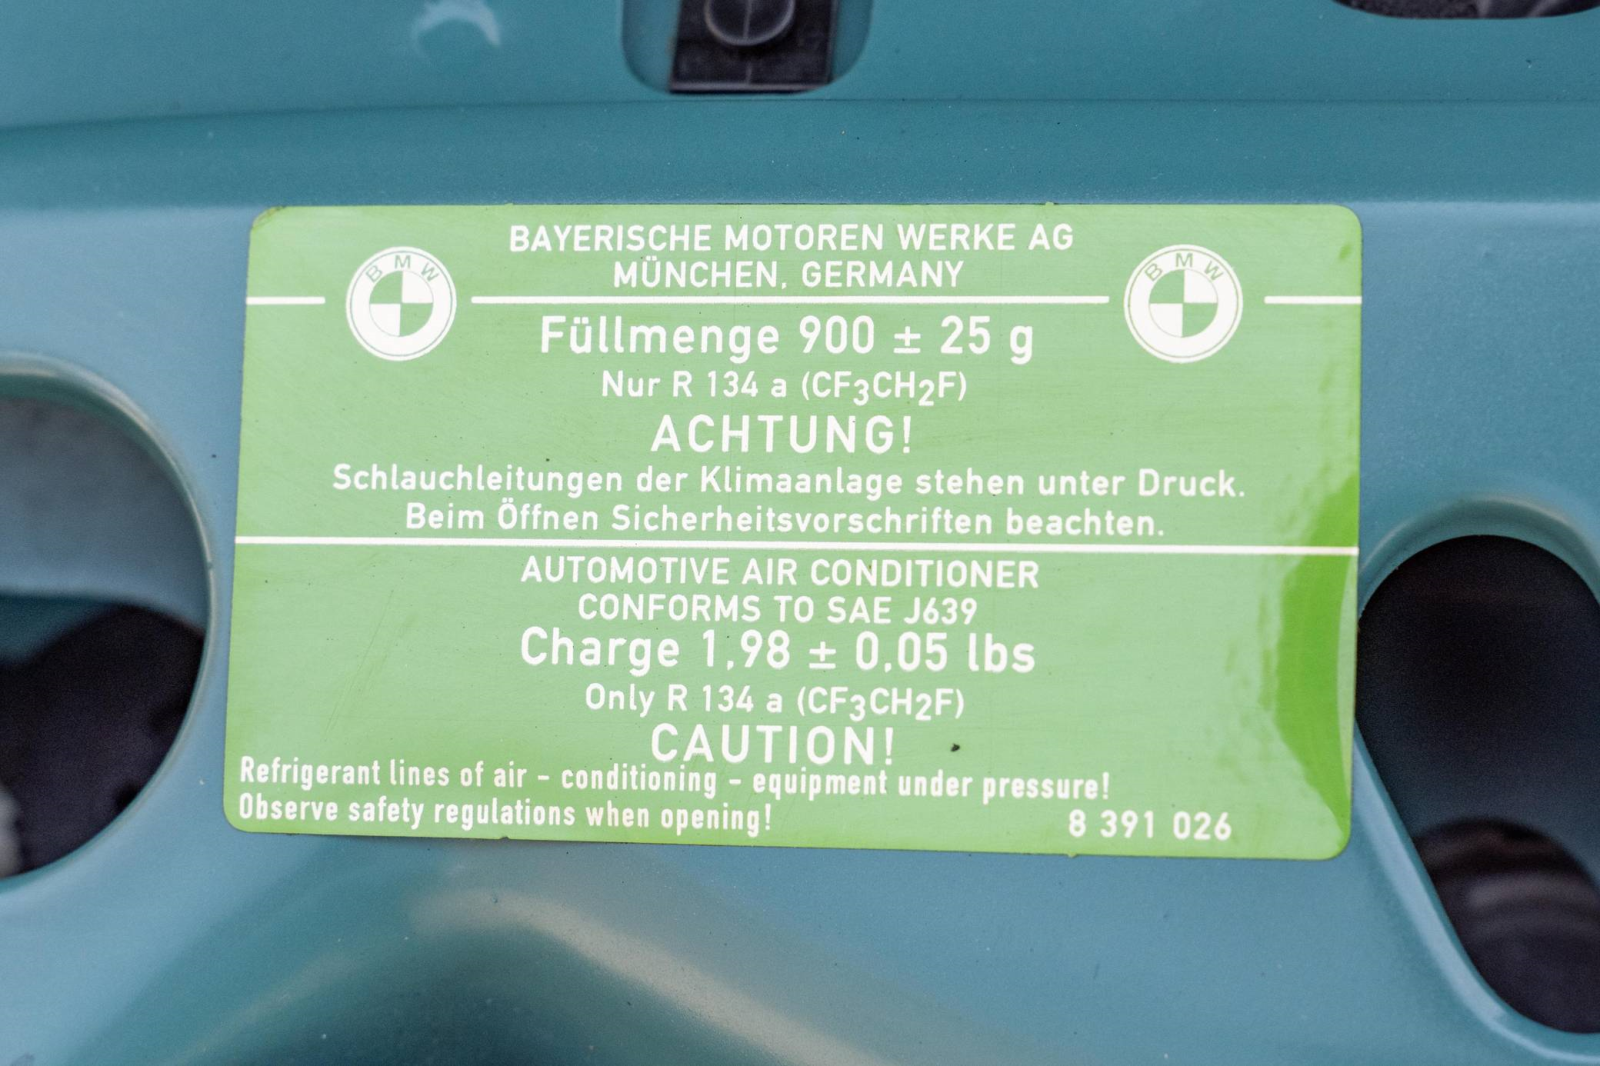 BAYERISCHE MOTOREN WERKE AG
MÜNCHEN, GERMANY
BMW
BMW
Füllmenge 900 ± 25 g
Nur R 134 a (CF₃CH₂F)
ACHTUNG!
Schlauchleitungen der Klimaanlage stehen unter Druck.
Beim Öffnen Sicherheitsvorschriften beachten.
AUTOMOTIVE AIR CONDITIONER
CONFORMS TO SAE J639
Charge 1,98 ± 0,05 lbs
Only R 134 a (CF₃CH₂F)
CAUTION!
Refrigerant lines of air - conditioning - equipment under pressure!
Observe safety regulations when opening!
8 391 026